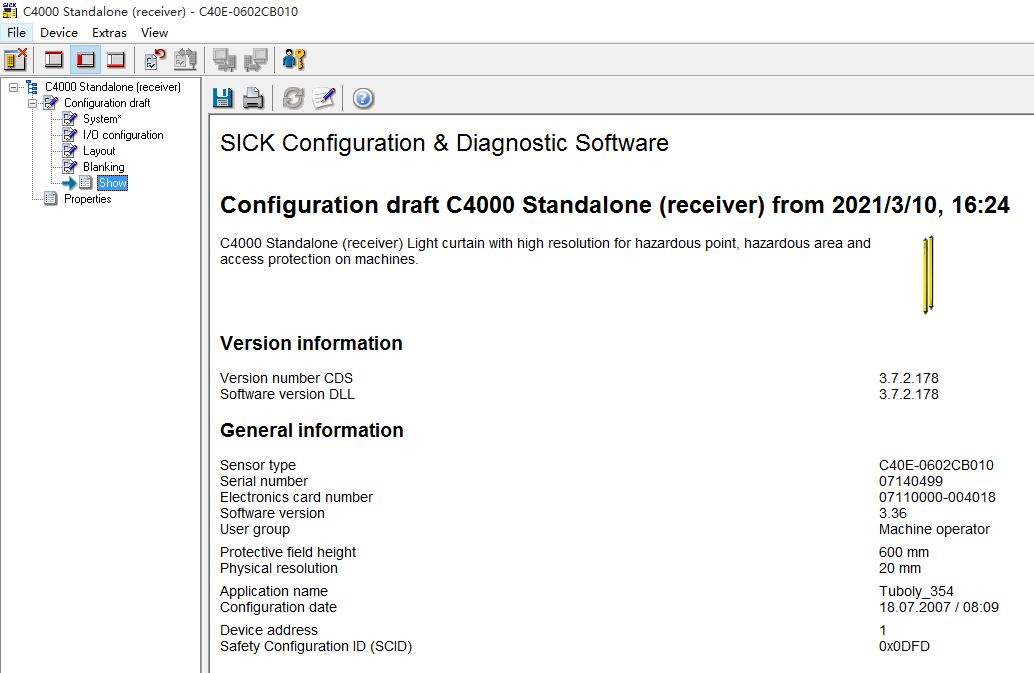 SICK
C4000 Standalone (receiver) - C40E-0602CB010
File Device Extras View
C4000 Standalone (receiver)
Configuration draft
System*
I/O configuration
Layout
Blanking
Show
Properties
SICK Configuration & Diagnostic Software
Configuration draft C4000 Standalone (receiver) from 2021/3/10, 16:24
C4000 Standalone (receiver) Light curtain with high resolution for hazardous point, hazardous area and
access protection on machines.
Version information
Version number CDS 3.7.2.178
Software version DLL 3.7.2.178
General information
Sensor type C40E-0602CB010
Serial number 07140499
Electronics card number 07110000-004018
Software version 3.36
User group Machine operator
Protective field height 600 mm
Physical resolution 20 mm
Application name Tuboly_354
Configuration date 18.07.2007 / 08:09
Device address 1
Safety Configuration ID (SCID) 0x0DFD